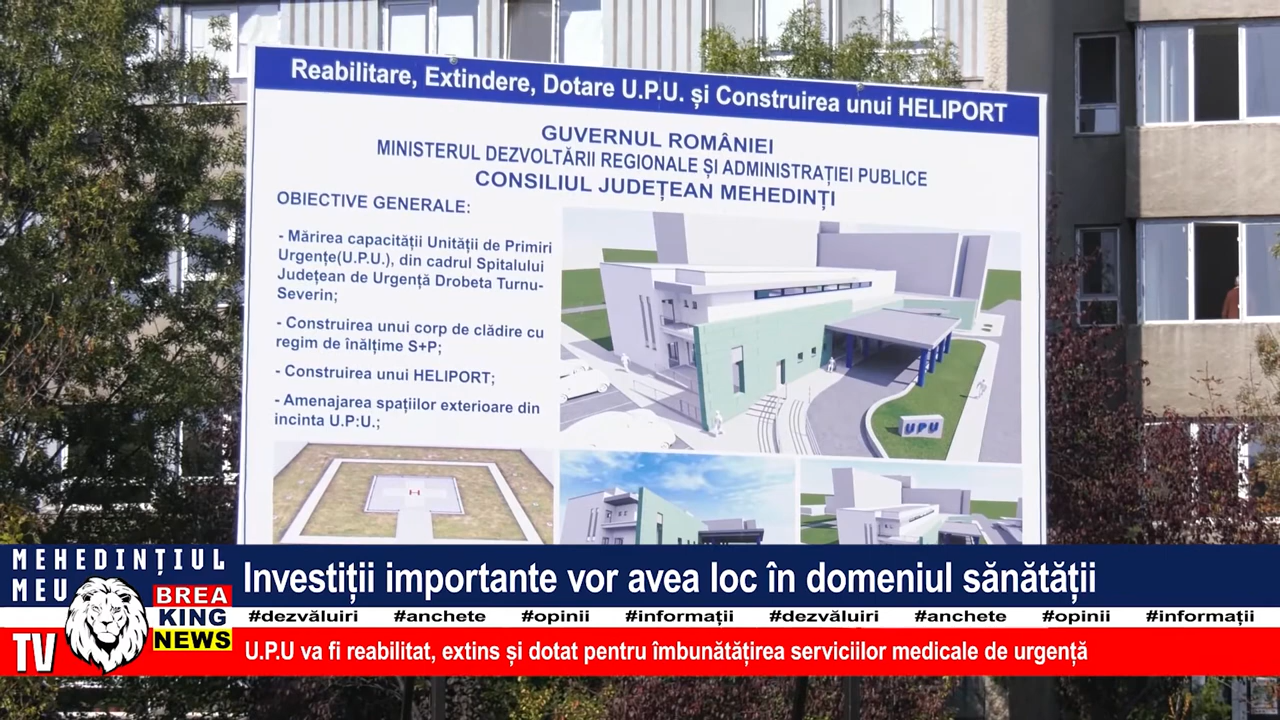 Reabilitare, Extindere, Dotare U.P.U. și Construirea unui HELIPORT
GUVERNUL ROMÂNIEI
MINISTERUL DEZVOLTĂRII REGIONALE ȘI ADMINISTRAȚIEI PUBLICE
CONSILIUL JUDEȚEAN MEHEDINȚI
OBIECTIVE GENERALE:
- Mărirea capacității Unității de Primiri
Urgențe(U.P.U.), din cadrul Spitalului
Județean de Urgență Drobeta Turnu-
Severin;
- Construirea unui corp de clădire cu
regim de înălțime S+P;
- Construirea unui HELIPORT;
- Amenajarea spațiilor exterioare din
incinta U.P:U.;
UPU
H
MEHEDINȚIUL
MEU
TV
BREA
KING
NEWS
Investiții importante vor avea loc în domeniul sănătății
#dezvăluiri #anchete #opinii #informații #dezvăluiri #anchete #opinii #informații
U.P.U va fi reabilitat, extins și dotat pentru îmbunătățirea serviciilor medicale de urgență